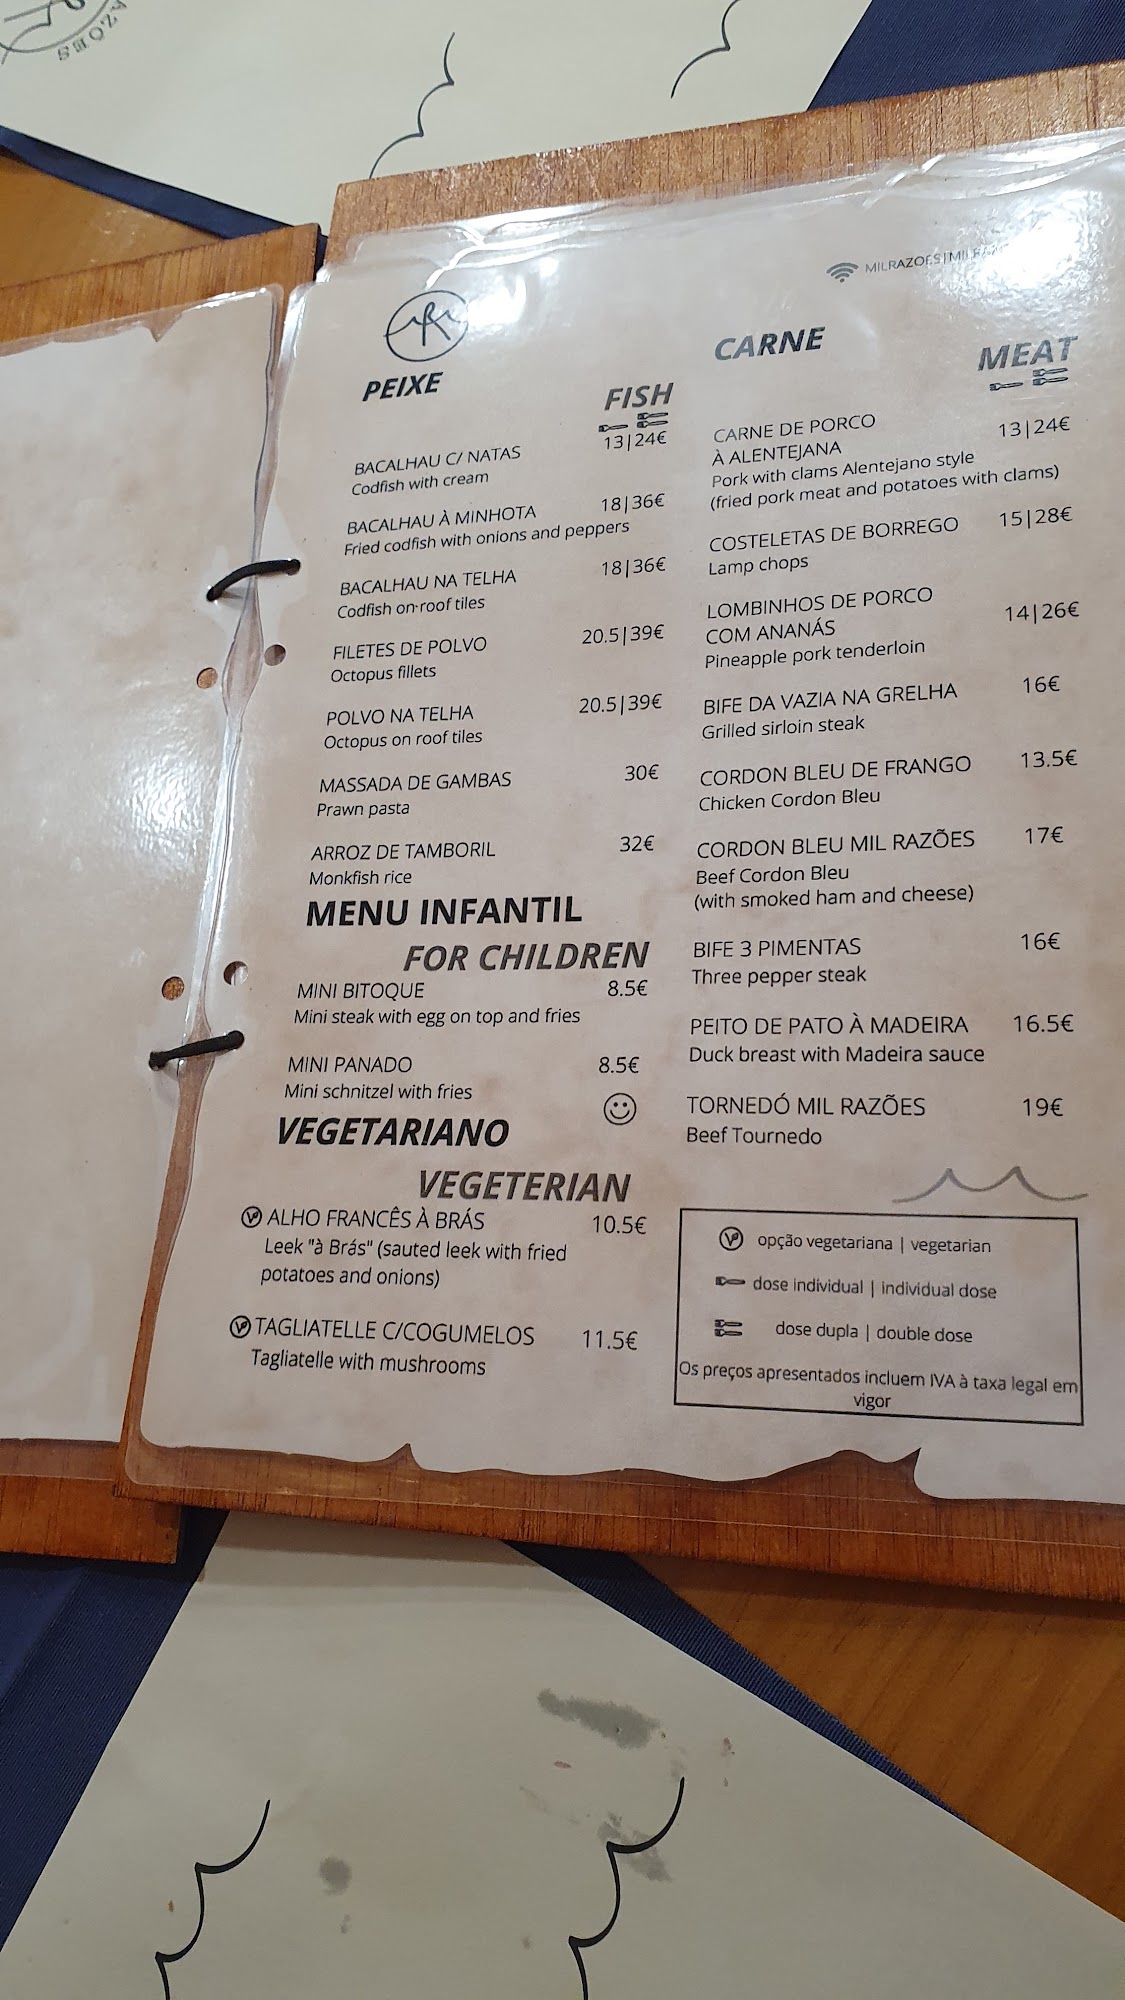 AZÕES
MILRAZOES|MIL
PEIXE
FISH
BACALHAU C/ NATAS 13|24€
Codfish with cream
BACALHAU À MINHOTA 18|36€
Fried codfish with onions and peppers
BACALHAU NA TELHA 18|36€
Codfish on roof tiles
FILETES DE POLVO 20.5|39€
Octopus fillets
POLVO NA TELHA 20.5|39€
Octopus on roof tiles
MASSADA DE GAMBAS 30€
Prawn pasta
ARROZ DE TAMBORIL 32€
Monkfish rice
MENU INFANTIL
FOR CHILDREN
MINI BITOQUE 8.5€
Mini steak with egg on top and fries
MINI PANADO 8.5€
Mini schnitzel with fries
VEGETARIANO
VEGETERIAN
V ALHO FRANCÊS À BRÁS 10.5€
Leek "à Brás" (sauted leek with fried
potatoes and onions)
V TAGLIATELLE C/COGUMELOS 11.5€
Tagliatelle with mushrooms
CARNE
MEAT
CARNE DE PORCO 13|24€
À ALENTEJANA
Pork with clams Alentejano style
(fried pork meat and potatoes with clams)
COSTELETAS DE BORREGO 15|28€
Lamp chops
LOMBINHOS DE PORCO 14|26€
COM ANANÁS
Pineapple pork tenderloin
BIFE DA VAZIA NA GRELHA 16€
Grilled sirloin steak
CORDON BLEU DE FRANGO 13.5€
Chicken Cordon Bleu
CORDON BLEU MIL RAZÕES 17€
Beef Cordon Bleu
(with smoked ham and cheese)
BIFE 3 PIMENTAS 16€
Three pepper steak
PEITO DE PATO À MADEIRA 16.5€
Duck breast with Madeira sauce
TORNEDÓ MIL RAZÕES 19€
Beef Tournedo
V opção vegetariana | vegetarian
dose individual | individual dose
dose dupla | double dose
Os preços apresentados incluem IVA à taxa legal em
vigor